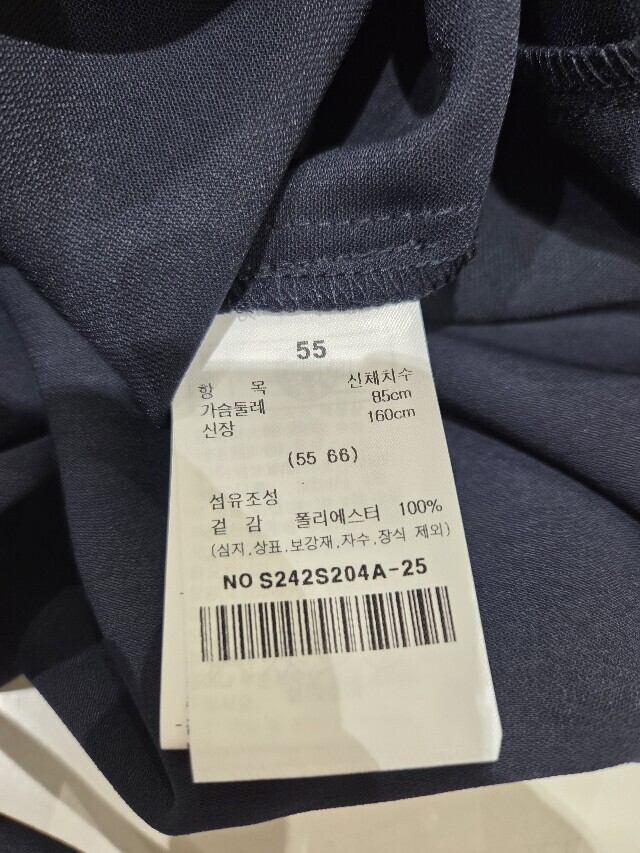 55
항 목 신체치수
가슴둘레 85cm
신장 160cm
(55 66)
섬유조성
겉 감 폴리에스터 100%
(심지,상표.보강재,자수,장식 제외)
NO S242S204A-25